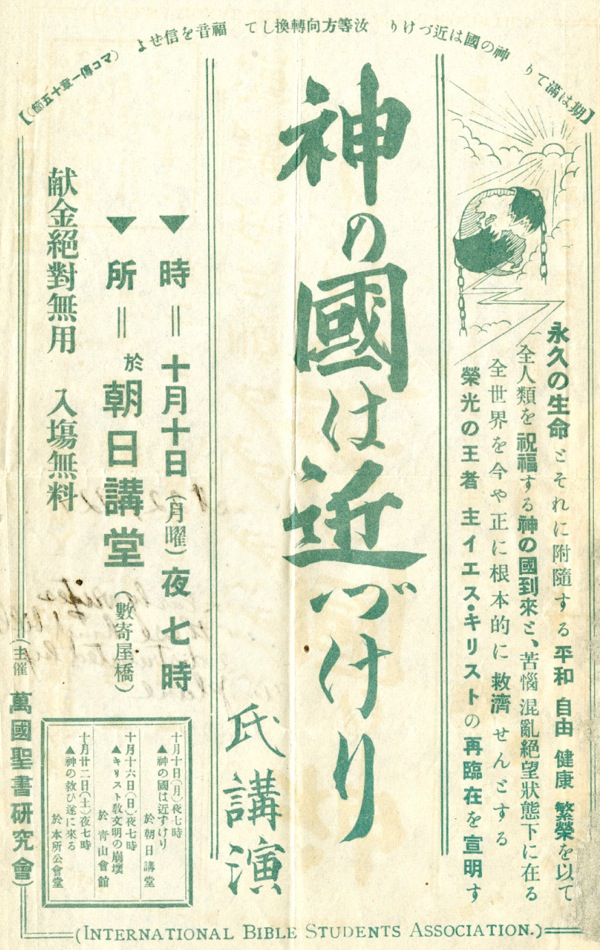 【期は滿てり 神の國は近づけり 汝等方向轉換して 福音を信せよ (マコ傳一章十五節)】
永久の生命とそれに附隨する平和 自由 健康 繁榮を以て
全人類を祝福する神の國到來と、苦惱 混亂絕望狀態下に在る
全世界を今や正に根本的に救濟せんとする
榮光の王者 主イエス・キリストの再臨在を宣明す
神の國は近づけり
氏講演
▼時＝十月十日(月曜)夜七時
▼所＝於朝日講堂(數寄屋橋)
献金絕對無用 入塲無料
十月十日(月)夜七時
▲神の國は近すけり
於朝日講堂
十月十六日(日)夜七時
▲キリスト敎文明の崩壞
於青山會館
十月廿二日(土)夜七時
▲神の救ひ遂に來る
於本所公會堂
(主催 萬國聖書研究會)
(INTERNATIONAL BIBLE STUDENTS ASSOCIATION.)